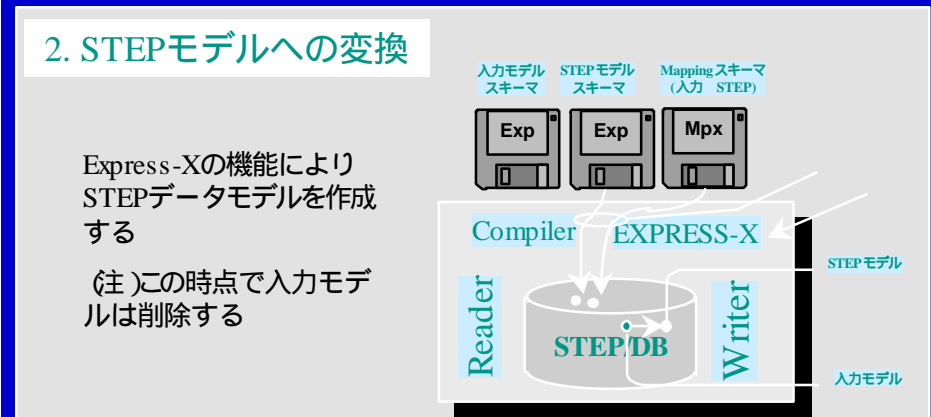 2. STEPモデルへの変換
入力モデル
スキーマ
STEPモデル
スキーマ
Mappingスキーマ
(入力 STEP)
Exp
Exp
Mpx
Express-Xの機能により
STEPデータモデルを作成
する
(注)この時点で入力モデ
ルは削除する
Compiler
EXPRESS-X
Reader
STEP/DB
Writer
STEPモデル
入力モデル